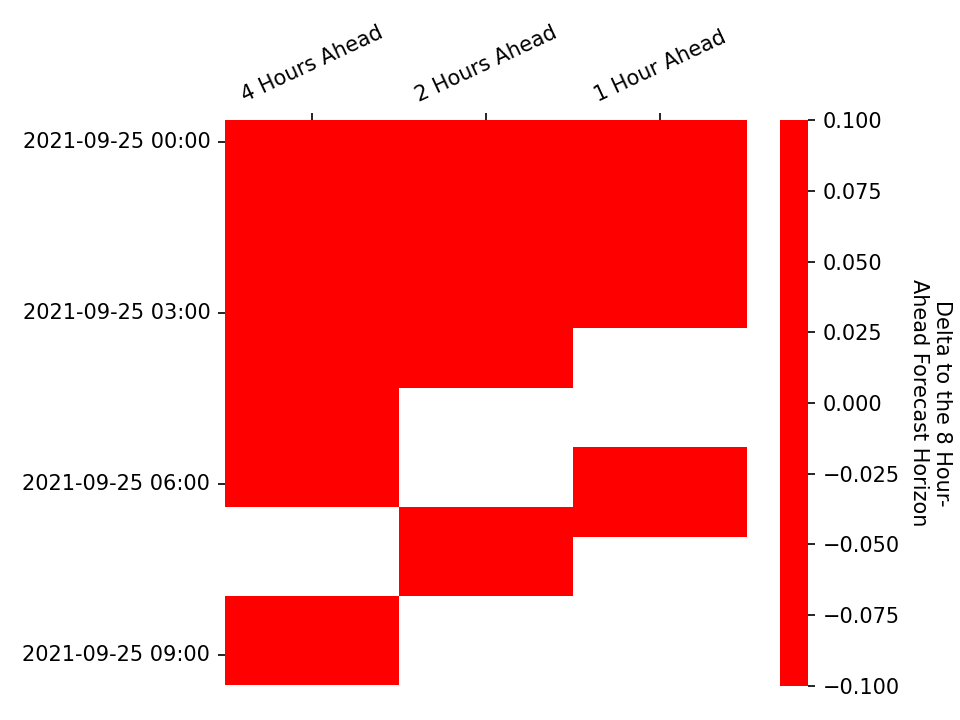 4 Hours Ahead
2 Hours Ahead
1 Hour Ahead
2021-09-25 00:00
2021-09-25 03:00
2021-09-25 06:00
2021-09-25 09:00
0.100
0.075
0.050
0.025
0.000
−0.025
−0.050
−0.075
−0.100
Delta to the 8 Hour-
Ahead Forecast Horizon